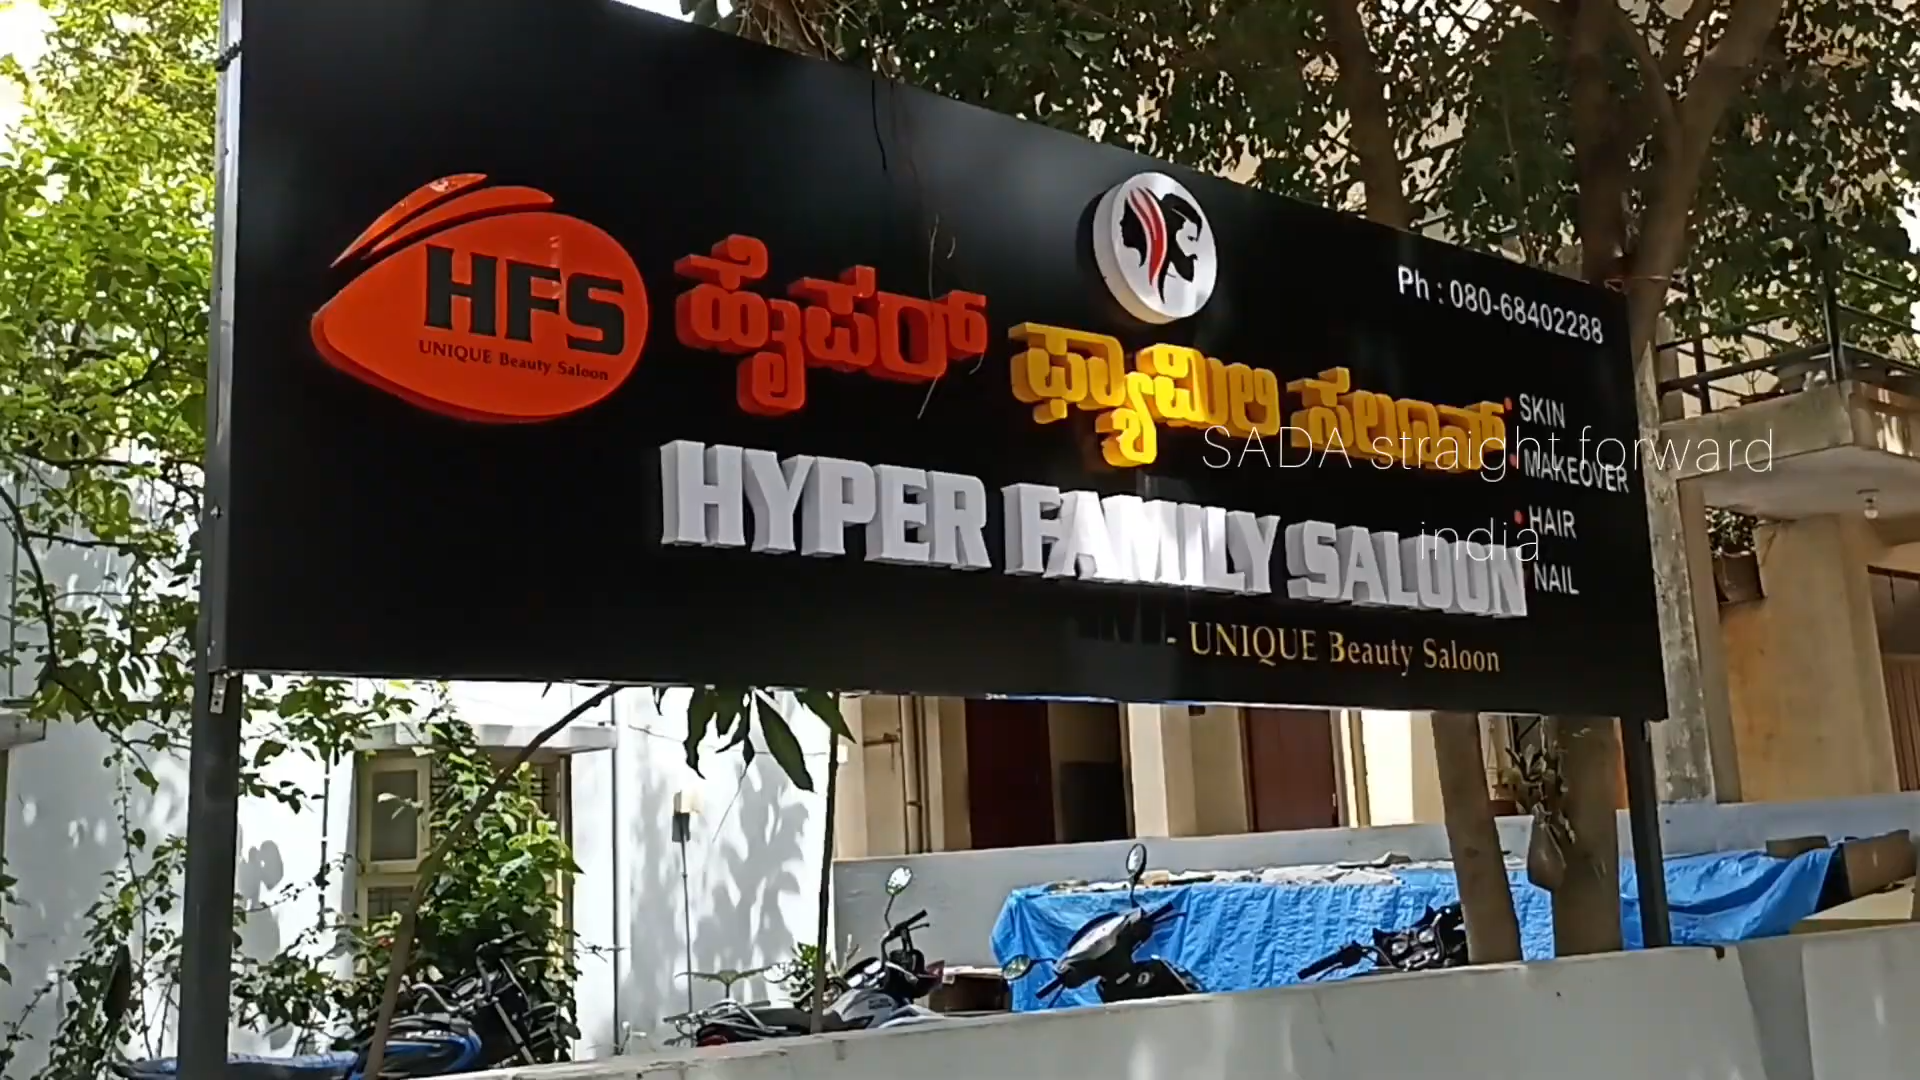 HFS
UNIQUE Beauty Saloon
ಹೈಪರ್
ಫ್ಯಾಮಿಲಿ ಸಲೂನ್
HYPER FAMILY SALOON
- UNIQUE Beauty Saloon
Ph : 080-68402288
SKIN
MAKEOVER
HAIR
NAIL
SADA straight forward
india